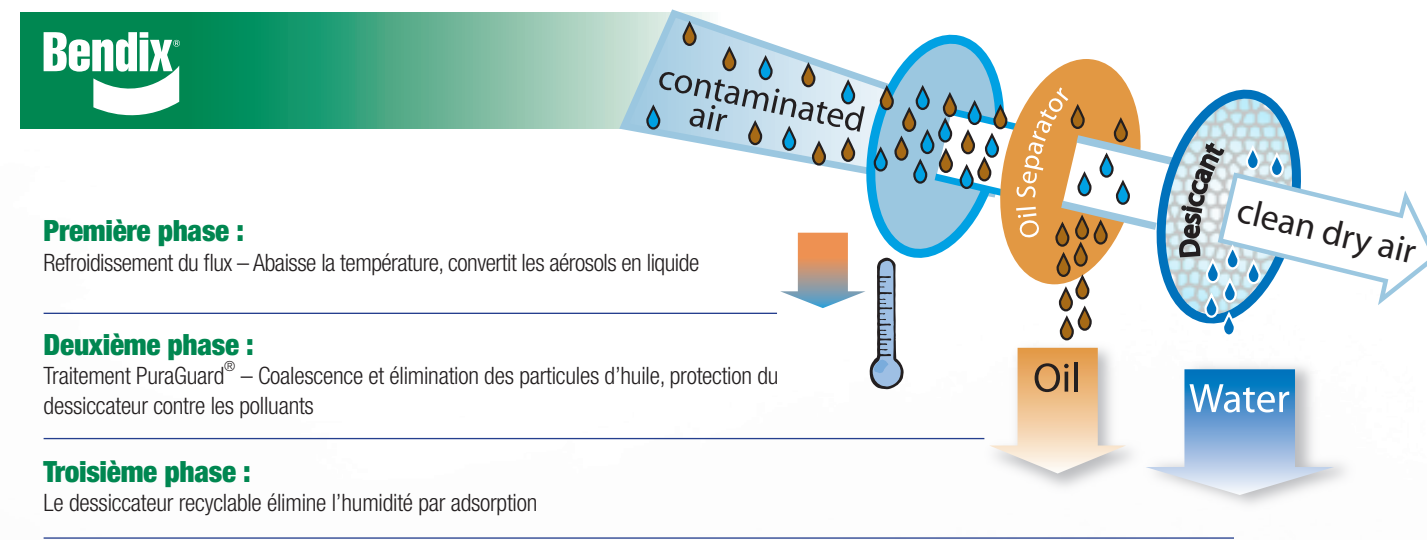 Bendix®
contaminated
air
Oil Separator
Desiccant
clean dry air
Première phase :
Refroidissement du flux – Abaisse la température, convertit les aérosols en liquide
Deuxième phase :
Traitement PuraGuard® – Coalescence et élimination des particules d’huile, protection du
dessiccateur contre les polluants
Oil
Water
Troisième phase :
Le dessiccateur recyclable élimine l’humidité par adsorption